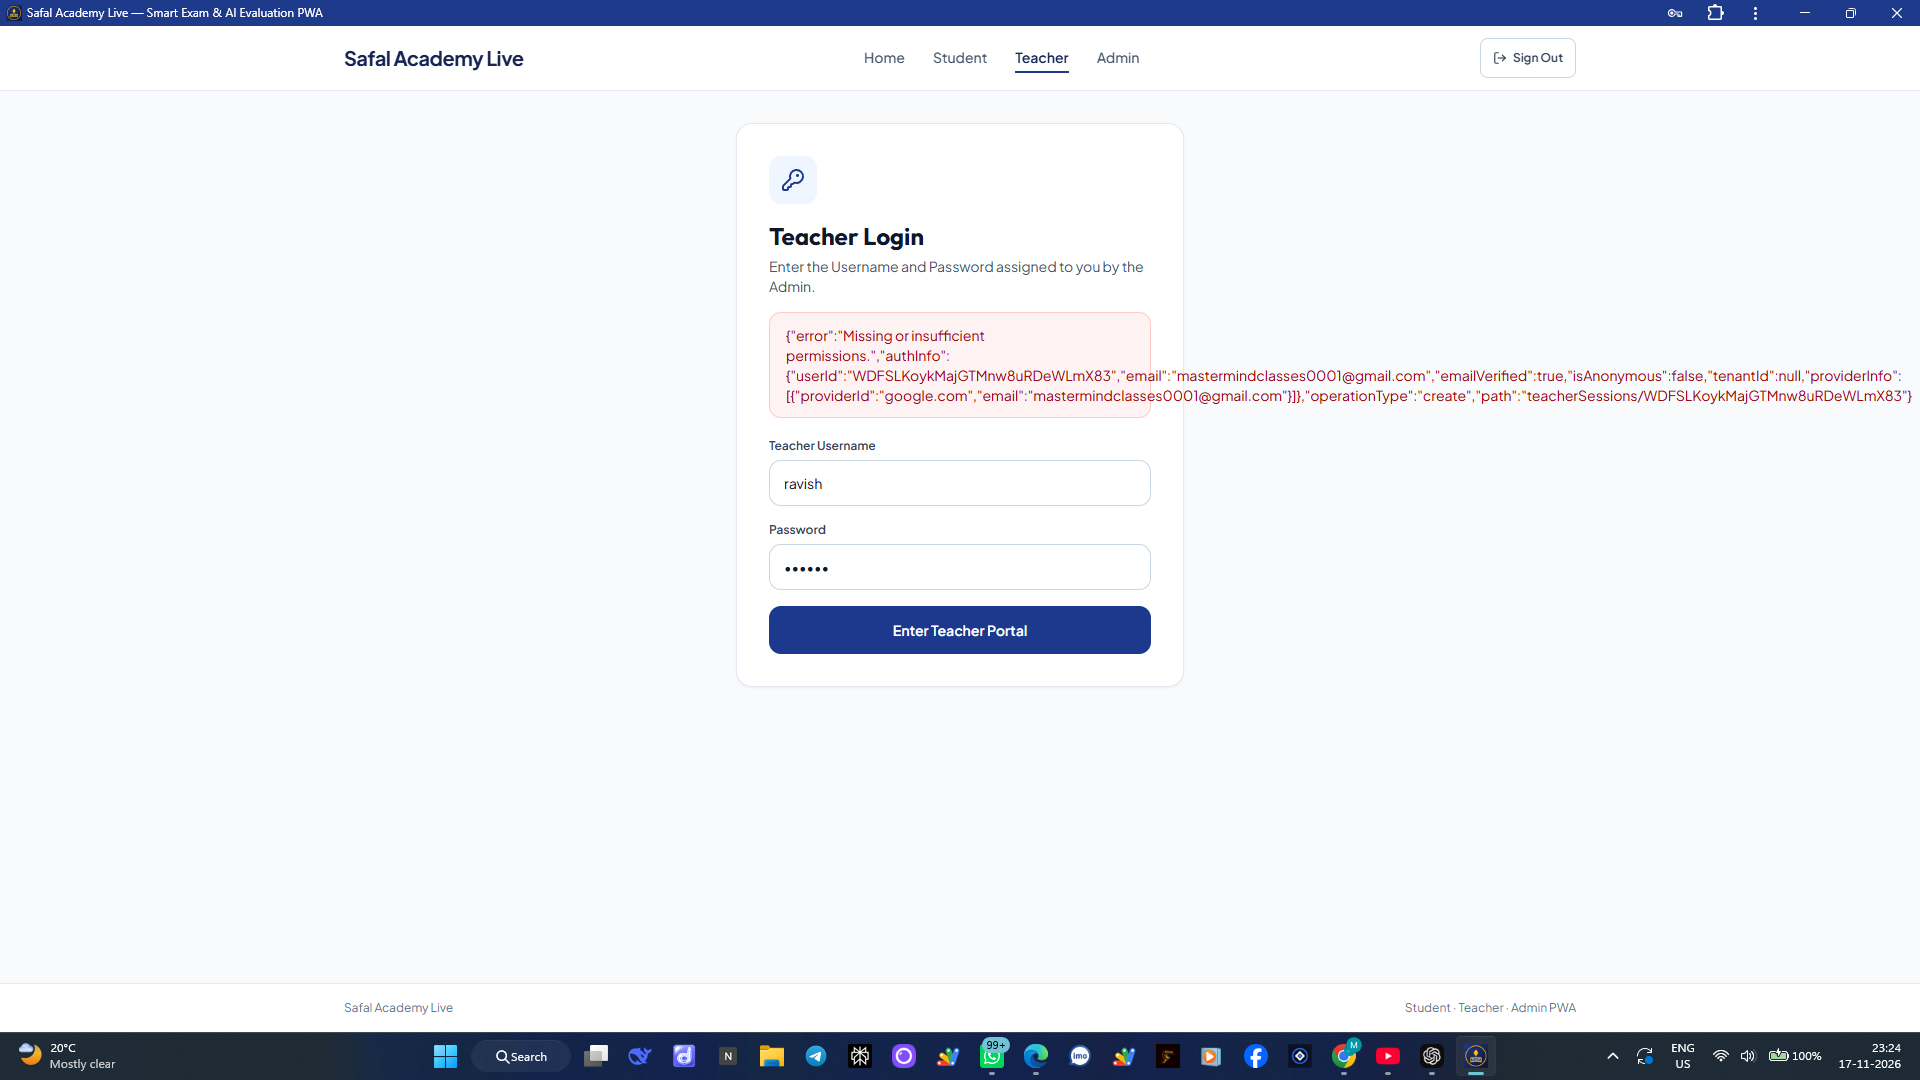 Safal Academy Live — Smart Exam & AI Evaluation PWA
Safal Academy Live
Home
Student
Teacher
Admin
Sign Out
Teacher Login
Enter the Username and Password assigned to you by the
Admin.
{"error":"Missing or insufficient
permissions.","authInfo":
{"userId":"WDFSLKoykMajGTMnw8uRDeWLmX83","email":"mastermindclasses0001@gmail.com","emailVerified":true,"isAnonymous":false,"tenantId":null,"providerInfo":
[{"providerId":"google.com","email":"mastermindclasses0001@gmail.com"}]},"operationType":"create","path":"teacherSessions/WDFSLKoykMajGTMnw8uRDeWLmX83"}
Teacher Username
ravish
Password
••••••
Enter Teacher Portal
Safal Academy Live
Student · Teacher · Admin PWA
20°C
Mostly clear
Search
N
99+
imo
M
ENG
US
100%
23:24
17-11-2026